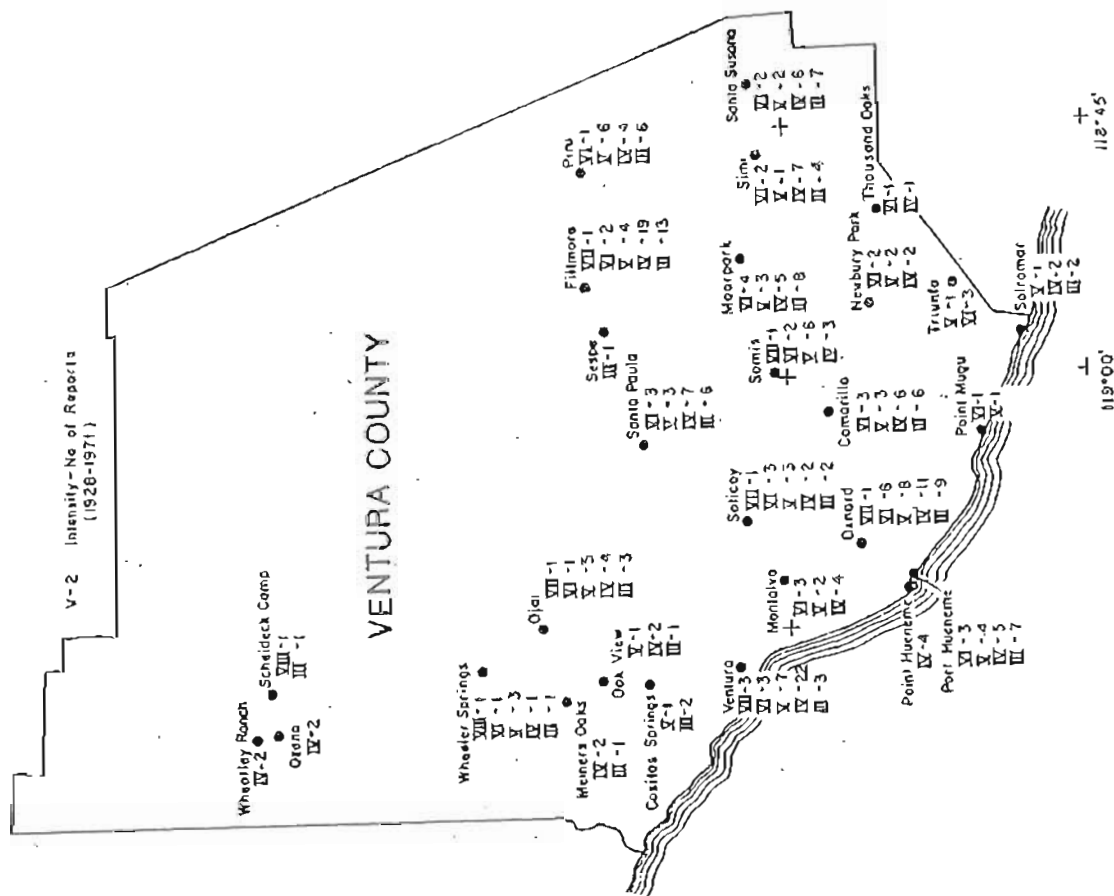 V-2 Intensity-No of Reports
(1928-1971)
VENTURA COUNTY
Wheatley Ranch
IV-2
Ozena
IV-2
Scheideck Camp
VIII-1
III-1
Wheeler Springs
VIII-1
VI-1
V-3
IV-1
III-1
Ojai
VII-1
VI-1
V-5
IV-4
III-3
Meiners Oaks
IV-2
III-1
Oak View
V-1
IV-2
III-1
Casitas Springs
V-1
III-2
Ventura
VII-3
VI-3
V-7
IV-22
III-3
Montalvo
VI-3
V-2
IV-4
Saticoy
VII-1
VI-3
V-5
IV-2
III-2
Santa Paula
VI-3
V-3
IV-7
III-6
Sespe
III-1
Fillmore
VII-1
VI-2
V-4
IV-19
III-13
Piru
VI-1
V-6
IV-4
III-6
Santa Susana
VI-2
V-2
IV-6
III-7
Simi
VI-2
V-1
IV-7
III-4
Moorpark
VI-4
V-3
IV-5
III-8
Somis
VII-1
VI-2
V-6
IV-3
Camarillo
VI-3
V-3
IV-6
III-6
Oxnard
VII-1
VI-6
V-8
IV-11
III-9
Point Hueneme
IV-4
Port Hueneme
VI-3
V-4
IV-5
III-7
Point Mugu
VI-1
V-1
Newbury Park
VI-2
V-2
IV-2
Thousand Oaks
VI-1
IV-1
Triunfo
V-1
VI-3
Solromar
V-1
IV-2
III-2
119°00'
118°45'